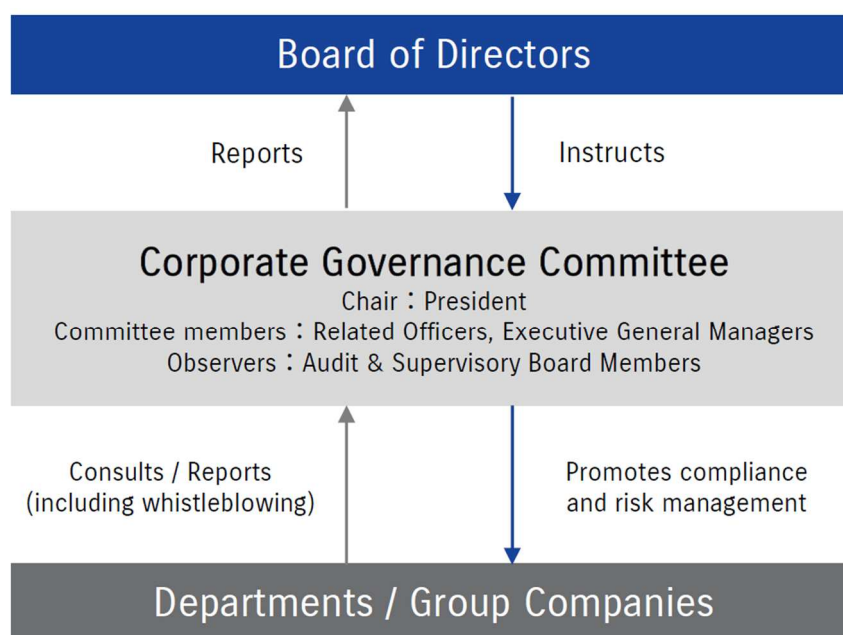 Board of Directors
Reports
Instructs
Corporate Governance Committee
Chair：President
Committee members：Related Officers, Executive General Managers
Observers：Audit & Supervisory Board Members
Consults / Reports
(including whistleblowing)
Promotes compliance
and risk management
Departments / Group Companies